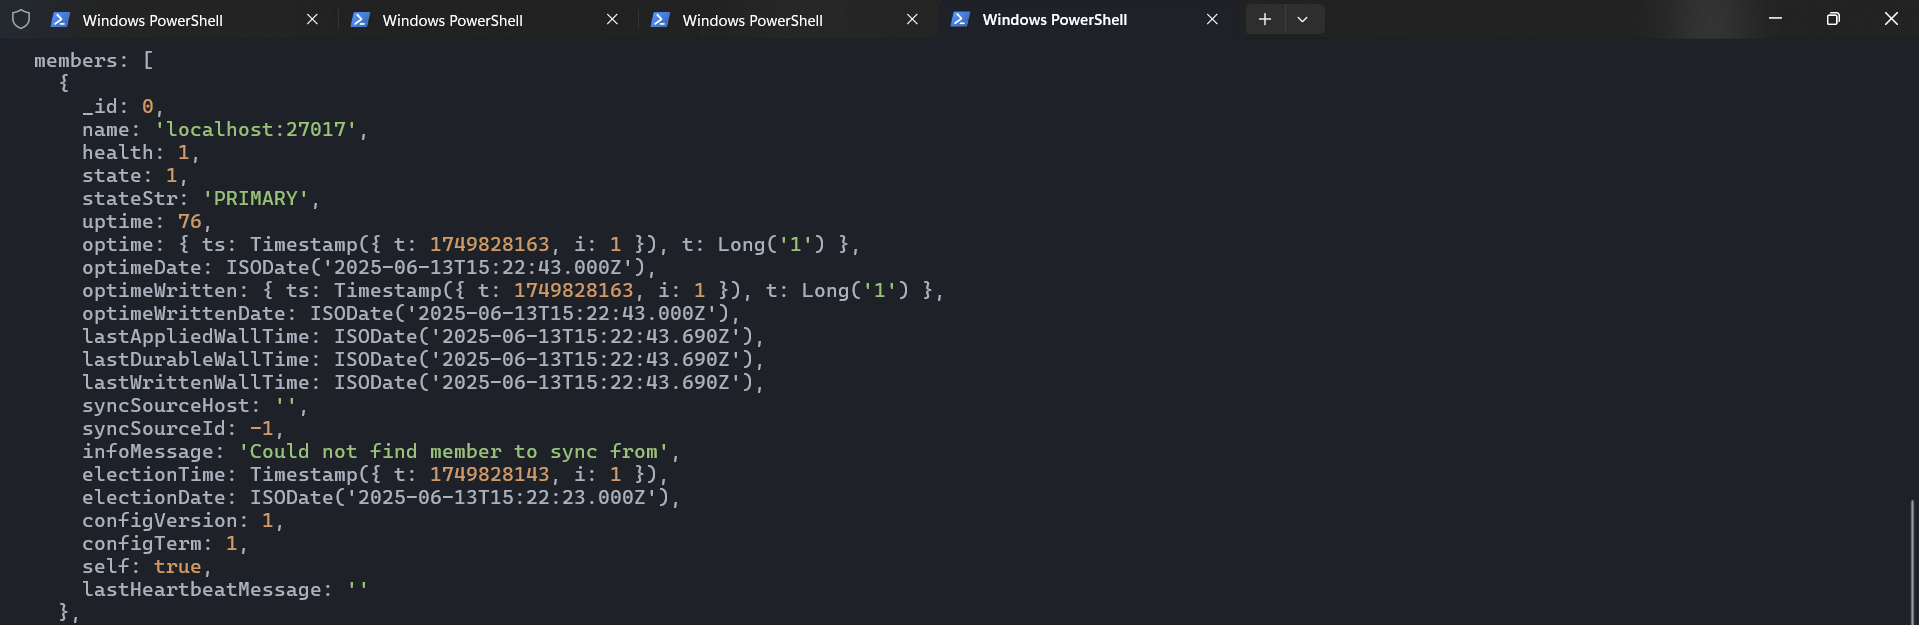 Windows PowerShell Windows PowerShell Windows PowerShell Windows PowerShell
members: [
{
_id: 0,
name: 'localhost:27017',
health: 1,
state: 1,
stateStr: 'PRIMARY',
uptime: 76,
optime: { ts: Timestamp({ t: 1749828163, i: 1 }), t: Long('1') },
optimeDate: ISODate('2025-06-13T15:22:43.000Z'),
optimeWritten: { ts: Timestamp({ t: 1749828163, i: 1 }), t: Long('1') },
optimeWrittenDate: ISODate('2025-06-13T15:22:43.000Z'),
lastAppliedWallTime: ISODate('2025-06-13T15:22:43.690Z'),
lastDurableWallTime: ISODate('2025-06-13T15:22:43.690Z'),
lastWrittenWallTime: ISODate('2025-06-13T15:22:43.690Z'),
syncSourceHost: '',
syncSourceId: -1,
infoMessage: 'Could not find member to sync from',
electionTime: Timestamp({ t: 1749828143, i: 1 }),
electionDate: ISODate('2025-06-13T15:22:23.000Z'),
configVersion: 1,
configTerm: 1,
self: true,
lastHeartbeatMessage: ''
},